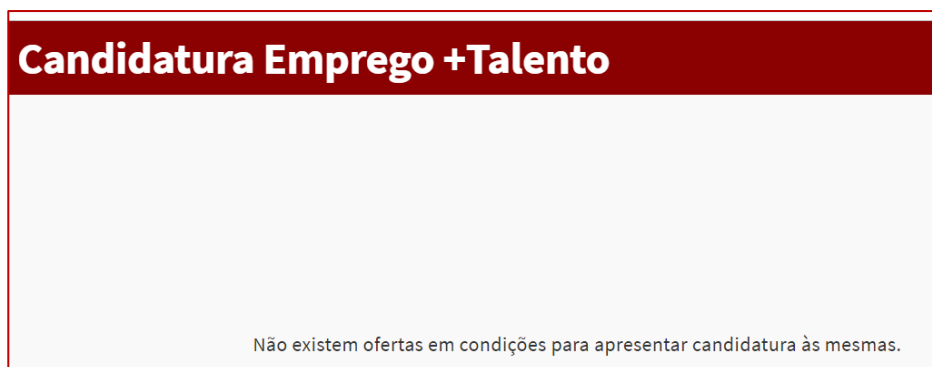 Candidatura Emprego +Talento
Não existem ofertas em condições para apresentar candidatura às mesmas.